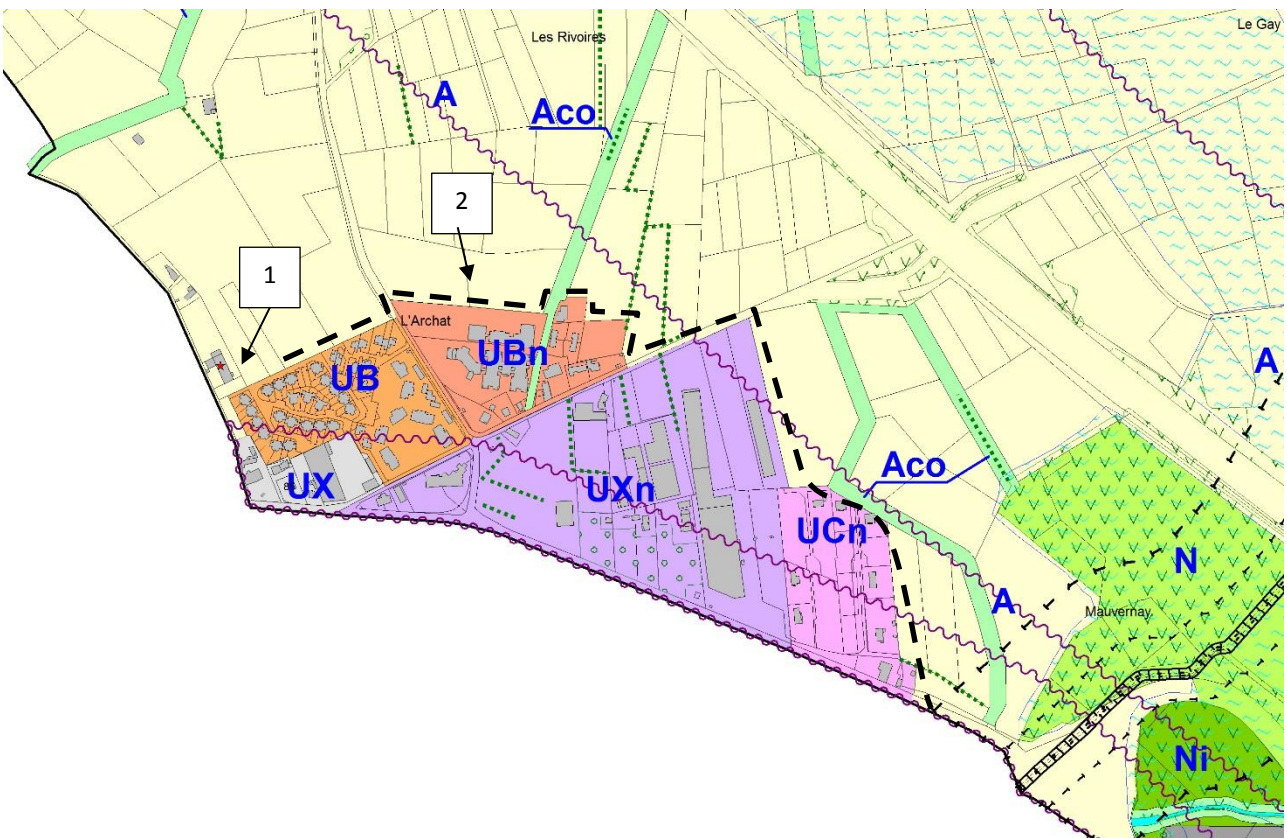 Le Gay
Les Rivoires
A
Aco
2
1
L'Archat
UBn
UB
A
Aco
UX
UXn
UCn
N
A
Mauvernay
Ni